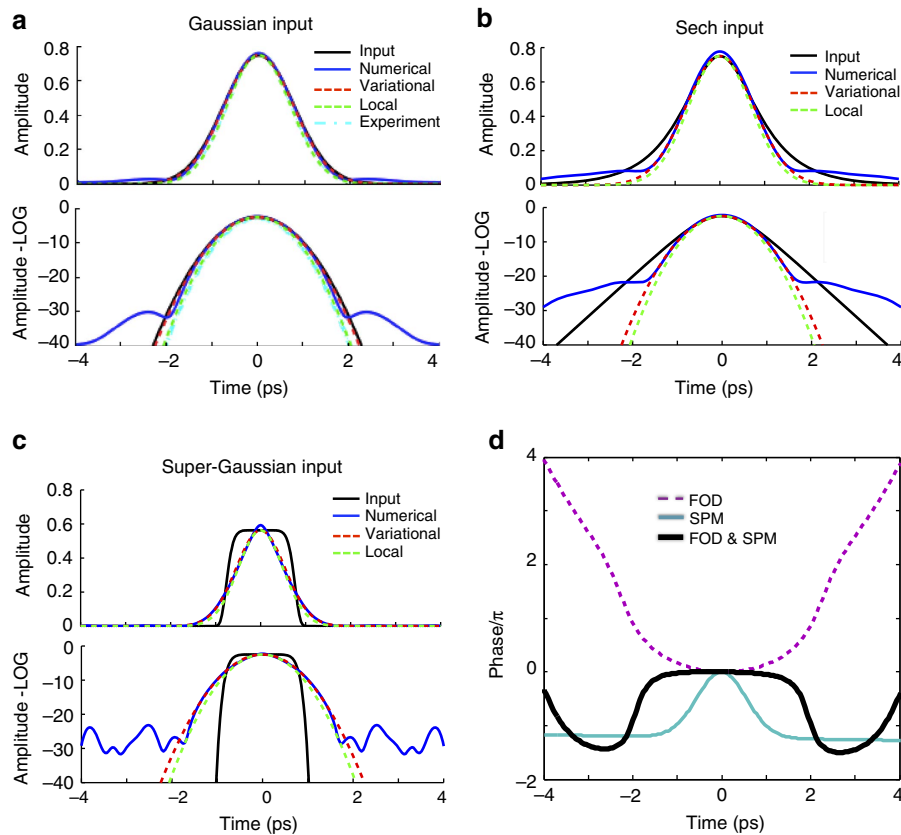 a
Gaussian input
Amplitude
0.8
0.6
0.4
0.2
0
Input
Numerical
Variational
Local
Experiment
Amplitude -LOG
0
−10
−20
−30
−40
−4 −2 0 2 4
Time (ps)
b
Sech input
Amplitude
0.8
0.6
0.4
0.2
0
Input
Numerical
Variational
Local
Amplitude -LOG
0
−10
−20
−30
−40
−4 −2 0 2 4
Time (ps)
c
Super-Gaussian input
Amplitude
0.8
0.6
0.4
0.2
0
Input
Numerical
Variational
Local
Amplitude -LOG
0
−10
−20
−30
−40
−4 −2 0 2 4
Time (ps)
d
Phase/π
4
2
0
−2
FOD
SPM
FOD & SPM
−4 −2 0 2 4
Time (ps)